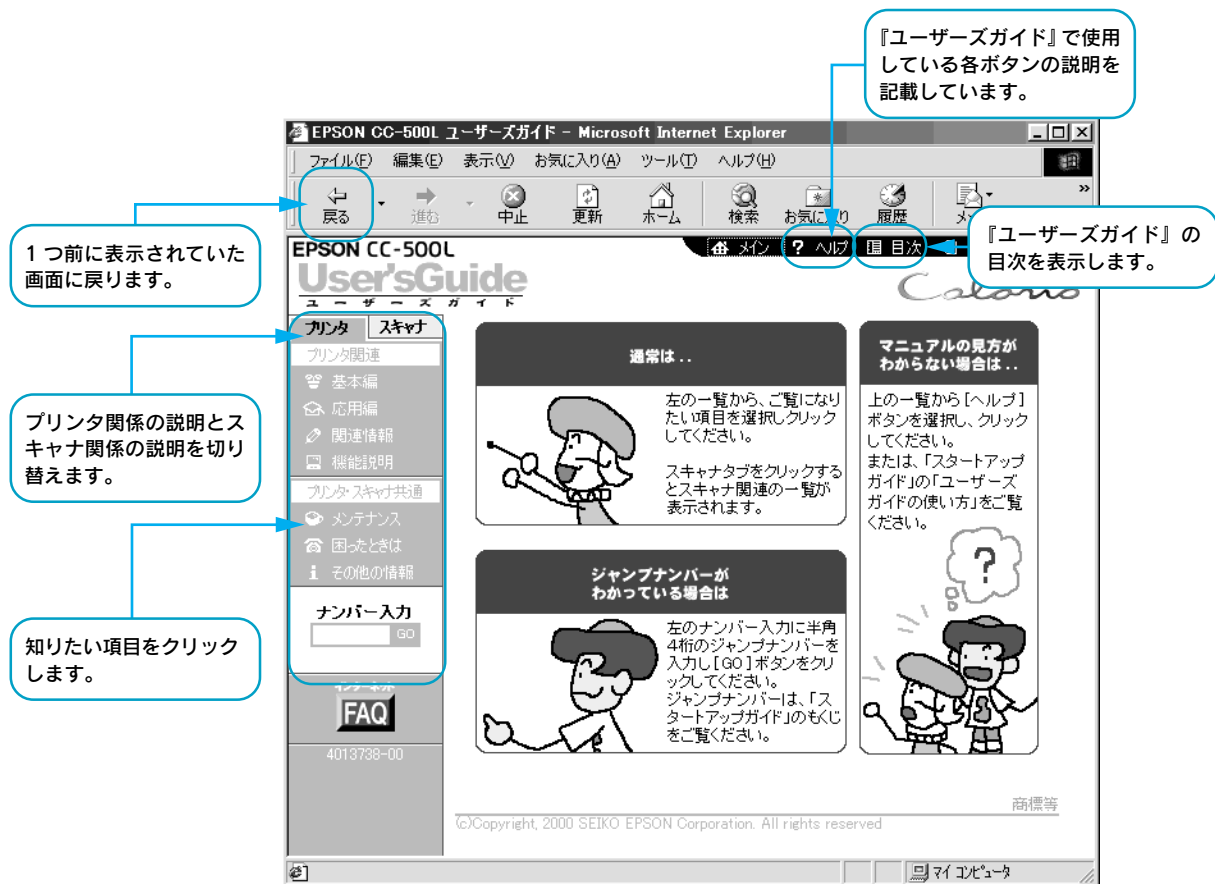 『ユーザーズガイド』で使用
している各ボタンの説明を
記載しています。
EPSON CC-500L ユーザーズガイド - Microsoft Internet Explorer
ファイル(F) 編集(E) 表示(V) お気に入り(A) ツール(T) ヘルプ(H)
戻る 進む 中止 更新 ホーム 検索 お気に入り 履歴
1つ前に表示されていた
画面に戻ります。
『ユーザーズガイド』の
目次を表示します。
EPSON CC-500L
メイン ? ヘルプ 目次
User'sGuide
ユーザーズガイド
Colorio
プリンタ スキャナ
プリンタ関連
基本編
応用編
関連情報
機能説明
プリンタ・スキャナ共通
メンテナンス
困ったときは
その他の情報
ナンバー入力
GO
FAQ
4013738-00
プリンタ関係の説明とス
キャナ関係の説明を切り
替えます。
知りたい項目をクリック
します。
通常は..
左の一覧から、ご覧になり
たい項目を選択しクリック
してください。
スキャナタブをクリックする
とスキャナ関連の一覧が
表示されます。
マニュアルの見方が
わからない場合は..
上の一覧から[ヘルプ]
ボタンを選択し、クリック
してください。
または、「スタートアップ
ガイド」の「ユーザーズ
ガイドの使い方」をご覧
ください。
?
ジャンプナンバーが
わかっている場合は
左のナンバー入力に半角
4桁のジャンプナンバーを
入力し[GO]ボタンをクリ
ックしてください。
ジャンプナンバーは、「ス
タートアップガイド」のもくじ
をご覧ください。
商標等
(c)Copyright, 2000 SEIKO EPSON Corporation. All rights reserved
マイ コンピュータ